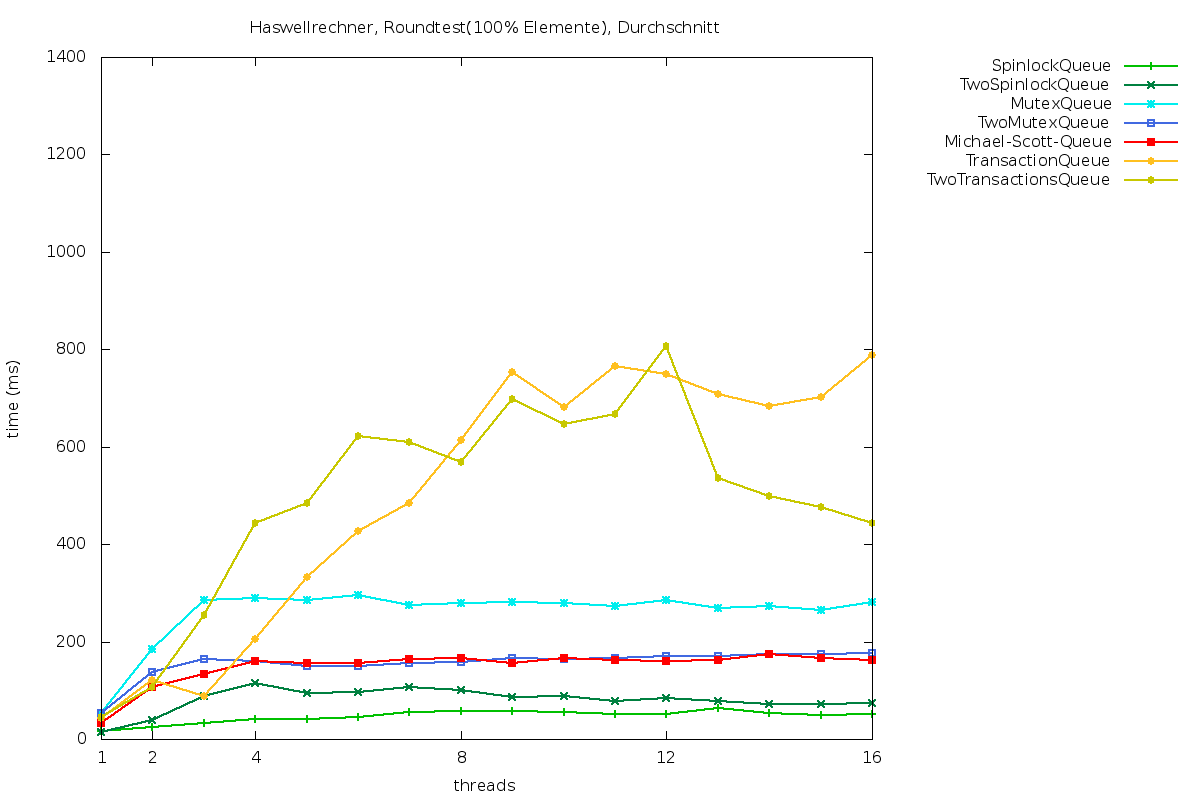 Haswellrechner, Roundtest(100% Elemente), Durchschnitt
SpinlockQueue
TwoSpinlockQueue
MutexQueue
TwoMutexQueue
Michael-Scott-Queue
TransactionQueue
TwoTransactionsQueue
1400
1200
1000
800
600
400
200
0
time (ms)
1 2 4 8 12 16
threads